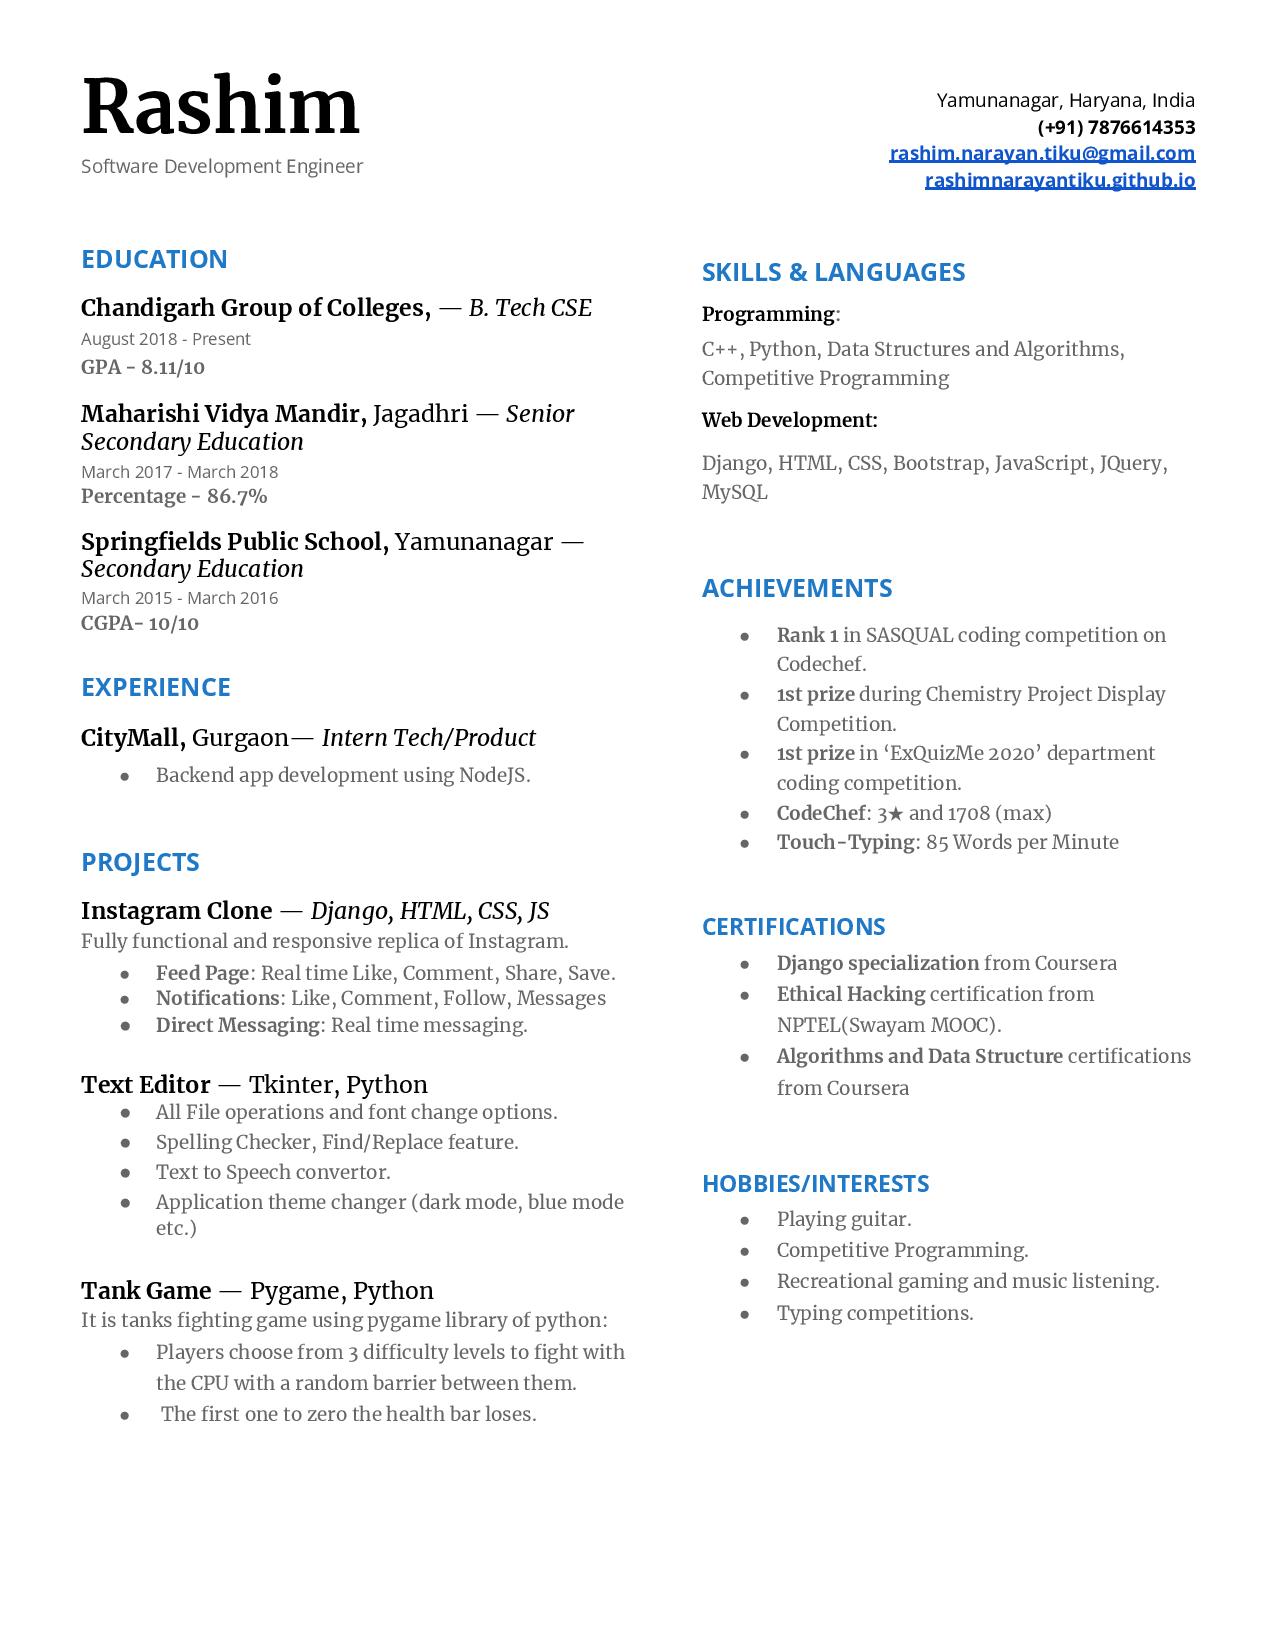 Rashim
Software Development Engineer
Yamunanagar, Haryana, India
(+91) 7876614353
rashim.narayan.tiku@gmail.com
rashimnarayantiku.github.io
EDUCATION
Chandigarh Group of Colleges, — B. Tech CSE
August 2018 - Present
GPA - 8.11/10
Maharishi Vidya Mandir, Jagadhri — Senior
Secondary Education
March 2017 - March 2018
Percentage - 86.7%
Springfields Public School, Yamunanagar —
Secondary Education
March 2015 - March 2016
CGPA- 10/10
EXPERIENCE
CityMall, Gurgaon— Intern Tech/Product
● Backend app development using NodeJS.
PROJECTS
Instagram Clone — Django, HTML, CSS, JS
Fully functional and responsive replica of Instagram.
● Feed Page: Real time Like, Comment, Share, Save.
● Notifications: Like, Comment, Follow, Messages
● Direct Messaging: Real time messaging.
Text Editor — Tkinter, Python
● All File operations and font change options.
● Spelling Checker, Find/Replace feature.
● Text to Speech convertor.
● Application theme changer (dark mode, blue mode
etc.)
Tank Game — Pygame, Python
It is tanks fighting game using pygame library of python:
● Players choose from 3 difficulty levels to fight with
the CPU with a random barrier between them.
● The first one to zero the health bar loses.
SKILLS & LANGUAGES
Programming:
C++, Python, Data Structures and Algorithms,
Competitive Programming
Web Development:
Django, HTML, CSS, Bootstrap, JavaScript, JQuery,
MySQL
ACHIEVEMENTS
● Rank 1 in SASQUAL coding competition on
Codechef.
● 1st prize during Chemistry Project Display
Competition.
● 1st prize in ‘ExQuizMe 2020’ department
coding competition.
● CodeChef: 3★ and 1708 (max)
● Touch-Typing: 85 Words per Minute
CERTIFICATIONS
● Django specialization from Coursera
● Ethical Hacking certification from
NPTEL(Swayam MOOC).
● Algorithms and Data Structure certifications
from Coursera
HOBBIES/INTERESTS
● Playing guitar.
● Competitive Programming.
● Recreational gaming and music listening.
● Typing competitions.